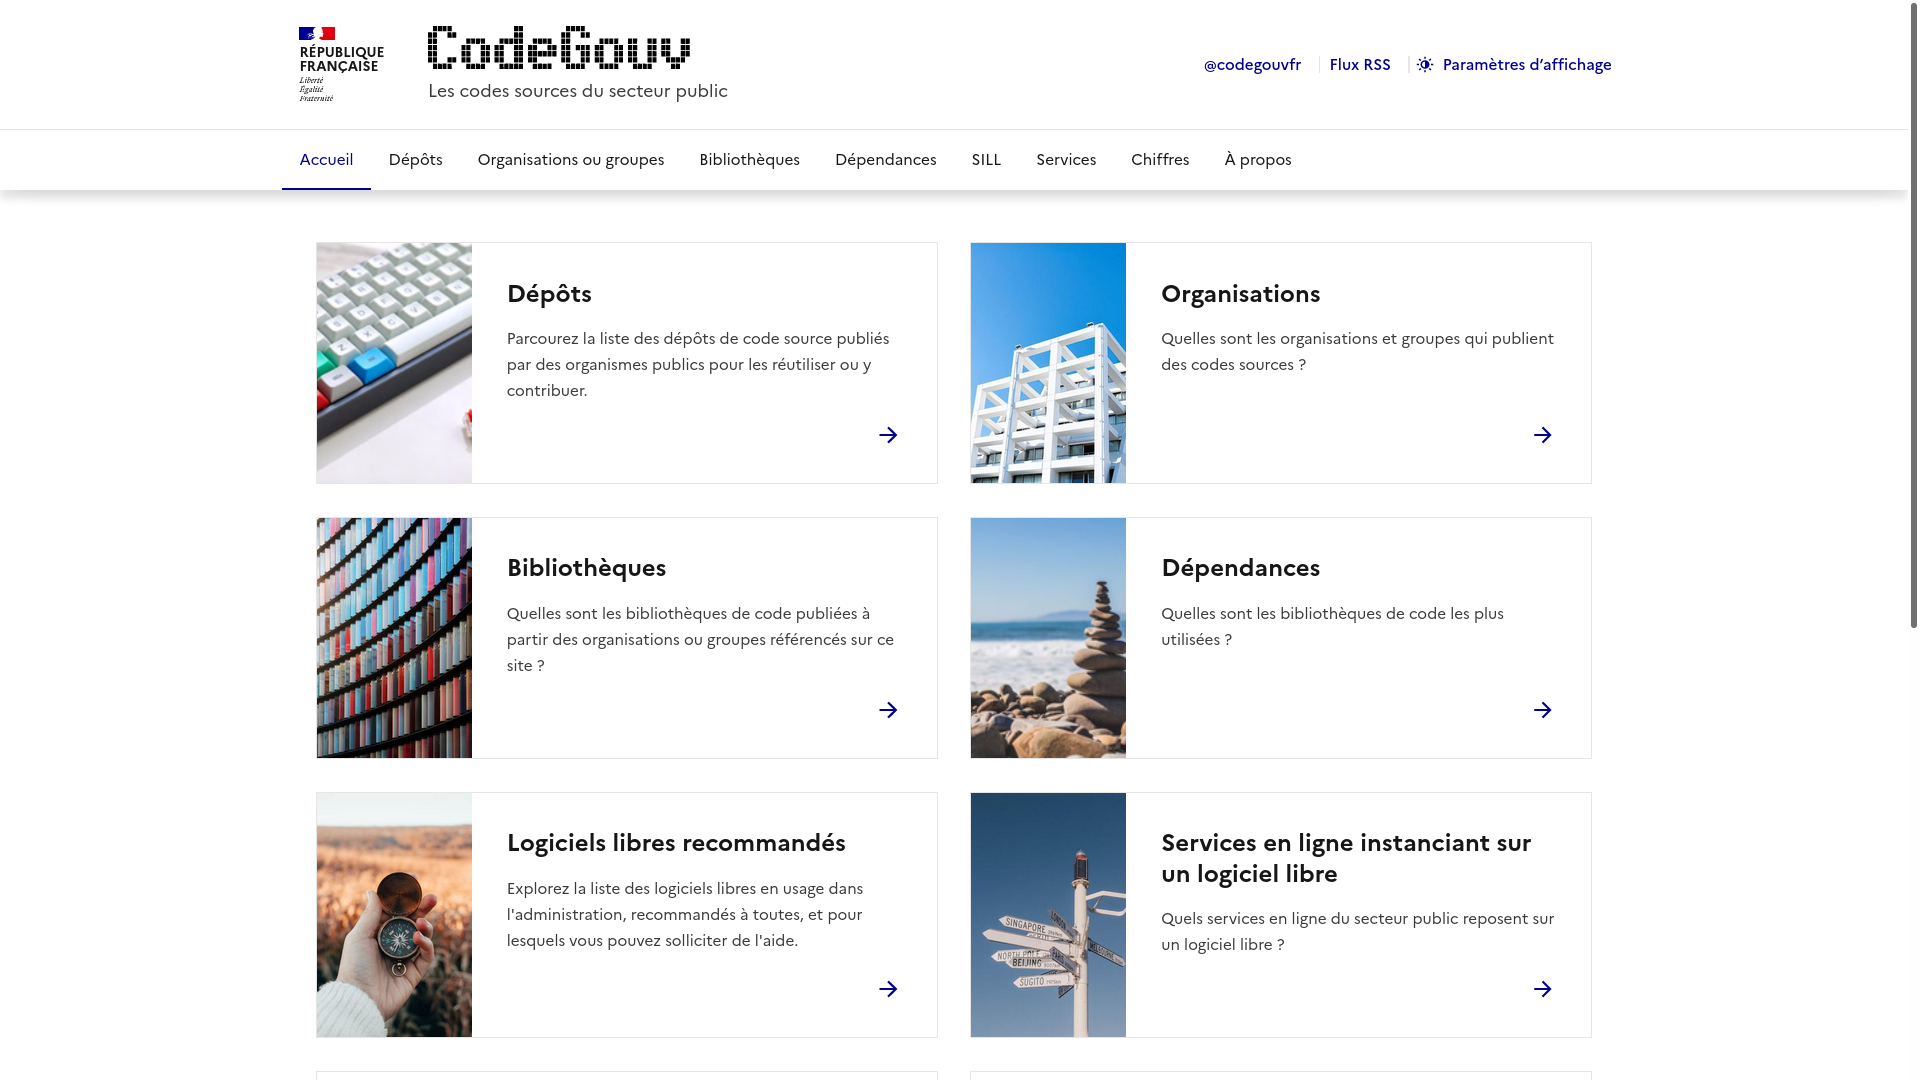 RÉPUBLIQUE
FRANÇAISE
Liberté
Égalité
Fraternité
CodeGouv
Les codes sources du secteur public
@codegouvfr
Flux RSS
Paramètres d’affichage
Accueil
Dépôts
Organisations ou groupes
Bibliothèques
Dépendances
SILL
Services
Chiffres
À propos
Dépôts
Parcourez la liste des dépôts de code source publiés
par des organismes publics pour les réutiliser ou y
contribuer.
Organisations
Quelles sont les organisations et groupes qui publient
des codes sources ?
Bibliothèques
Quelles sont les bibliothèques de code publiées à
partir des organisations ou groupes référencés sur ce
site ?
Dépendances
Quelles sont les bibliothèques de code les plus
utilisées ?
Logiciels libres recommandés
Explorez la liste des logiciels libres en usage dans
l'administration, recommandés à toutes, et pour
lesquels vous pouvez solliciter de l'aide.
SINGAPORE
NORTH POLE
BEIJING
SUGITO
Services en ligne instanciant sur
un logiciel libre
Quels services en ligne du secteur public reposent sur
un logiciel libre ?